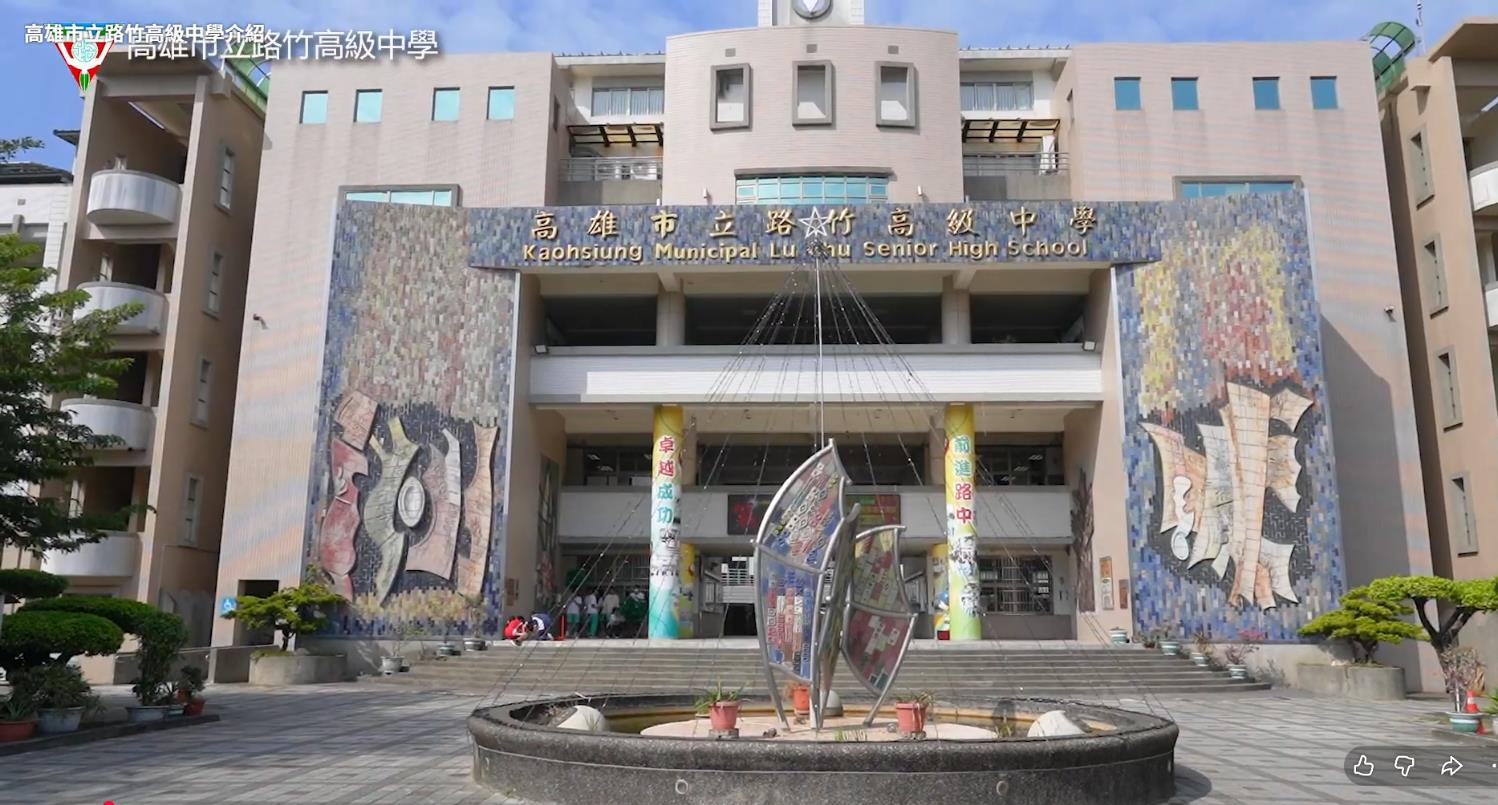 高雄市立路竹高級中學介紹
高雄市立路竹高級中學
高雄市立路竹高級中學
Kaohsiung Municipal Lu Chu Senior High School
卓越成功
前進路中